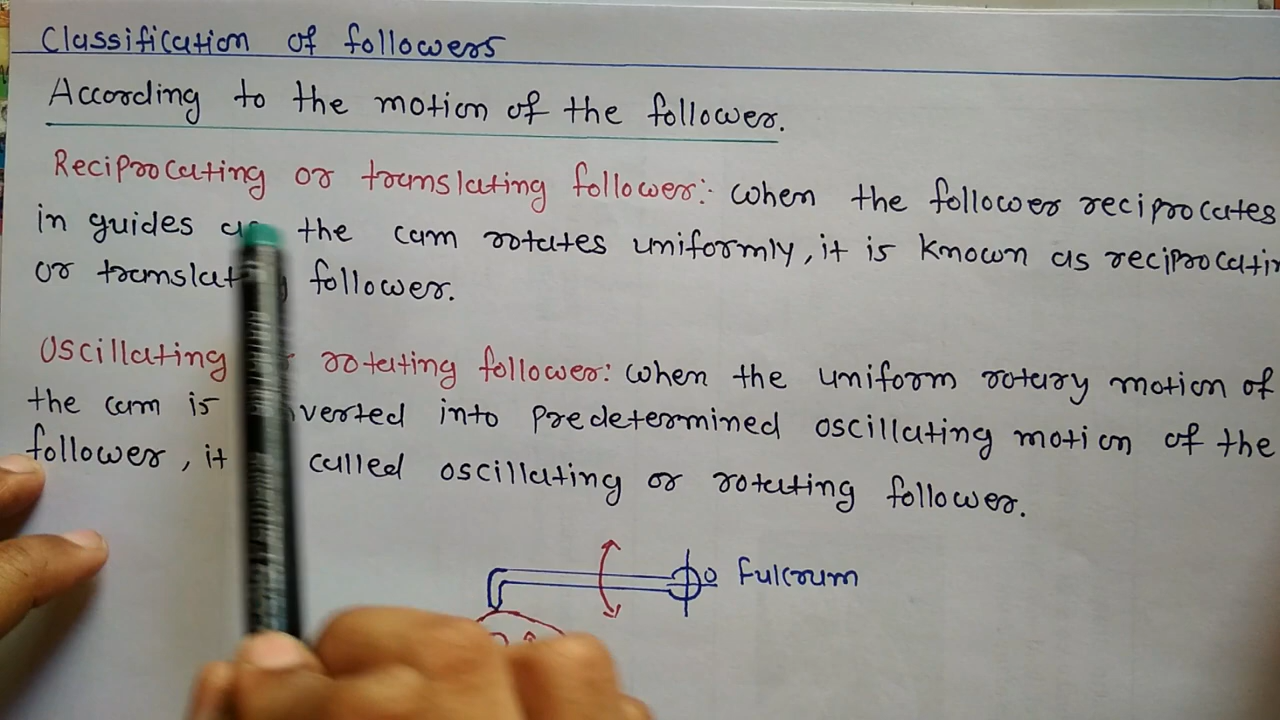 Classification of followers
According to the motion of the follower.
Reciprocating or translating follower: When the follower reciprocates
in guides as the cam rotates uniformly, it is known as reciprocatin
or translat follower.
Oscillating rotating follower: When the uniform rotary motion of
the cam is verted into predetermined oscillating motion of the
follower, it called oscillating or rotating follower.
O Fulcrum